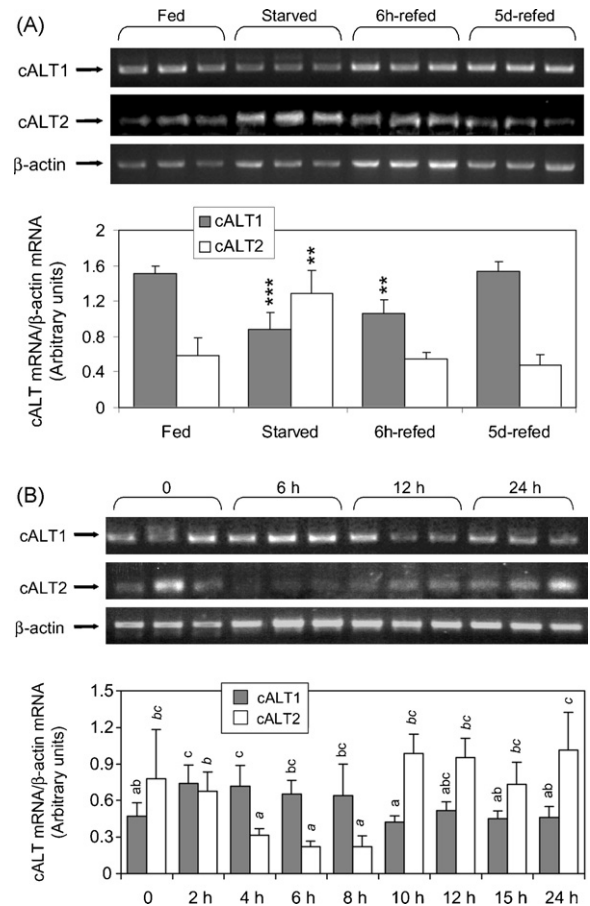 (A)
Fed Starved 6h-refed 5d-refed
cALT1
cALT2
β-actin
cALT1
cALT2
cALT mRNA/β-actin mRNA
(Arbitrary units)
2
1.6
1.2
0.8
0.4
0
*** ** **
Fed Starved 6h-refed 5d-refed
(B)
0 6 h 12 h 24 h
cALT1
cALT2
β-actin
cALT1
cALT2
cALT mRNA/β-actin mRNA
(Arbitrary units)
1.5
1.2
0.9
0.6
0.3
0
ab bc c b c a bc a bc a a bc abc bc ab bc ab c
0 2 h 4 h 6 h 8 h 10 h 12 h 15 h 24 h